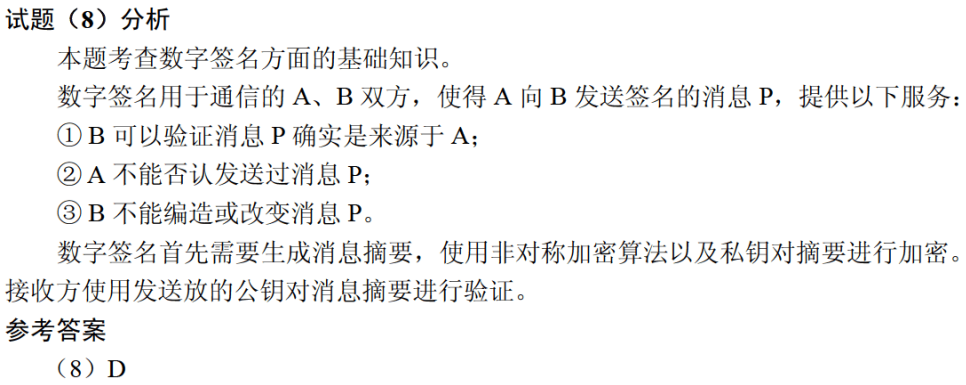 试题（8）分析
本题考查数字签名方面的基础知识。
数字签名用于通信的 A、B 双方，使得 A 向 B 发送签名的消息 P，提供以下服务：
① B 可以验证消息 P 确实是来源于 A；
② A 不能否认发送过消息 P；
③ B 不能编造或改变消息 P。
数字签名首先需要生成消息摘要，使用非对称加密算法以及私钥对摘要进行加密。
接收方使用发送放的公钥对消息摘要进行验证。
参考答案
（8）D